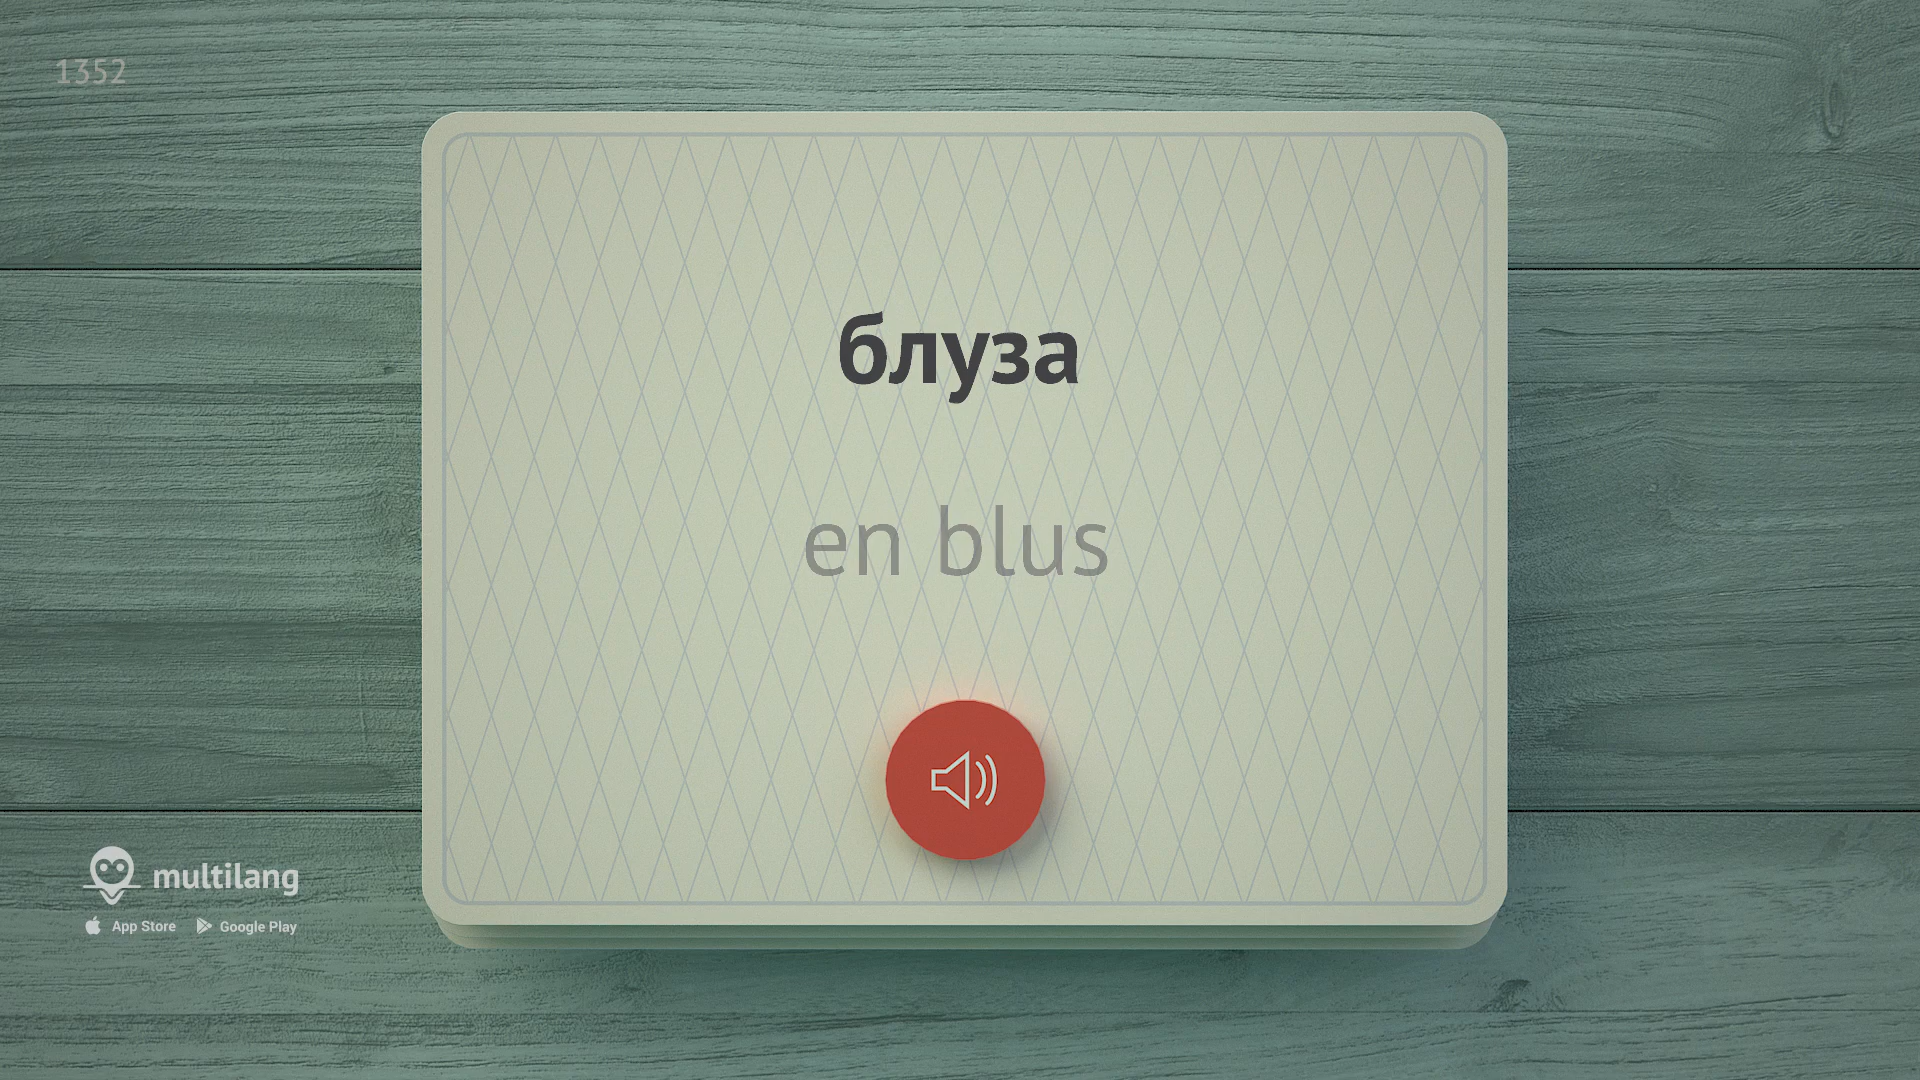 1352
блуза
en blus
multilang
App Store
Google Play